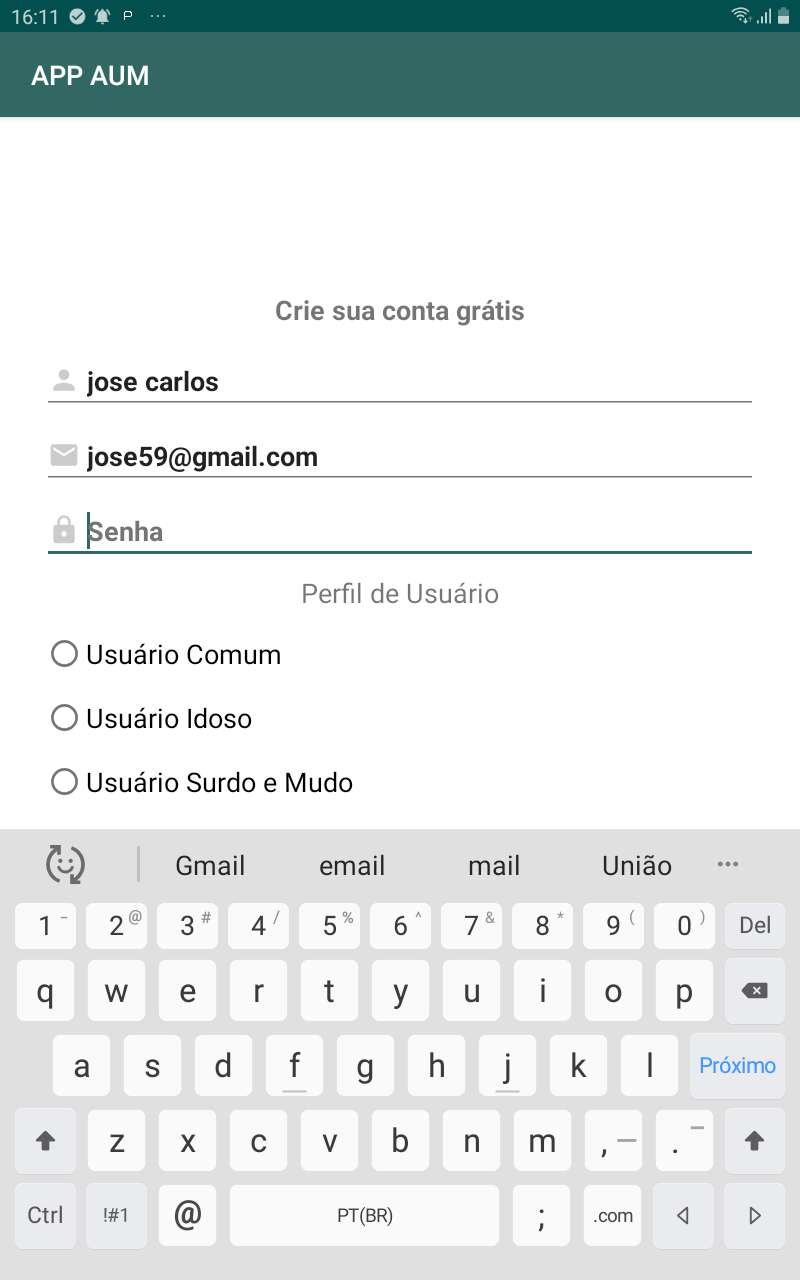 16:11
APP AUM
Crie sua conta grátis
jose carlos
jose59@gmail.com
Senha
Perfil de Usuário
Usuário Comum
Usuário Idoso
Usuário Surdo e Mudo
Gmail email mail União ...
1 - 2 @ 3 # 4 / 5 % 6 ^ 7 & 8 * 9 ( 0 ) Del
q w e r t y u i o p
a s d f g h j k l Próximo
z x c v b n m , — . –
Ctrl !#1 @ PT(BR) ; .com